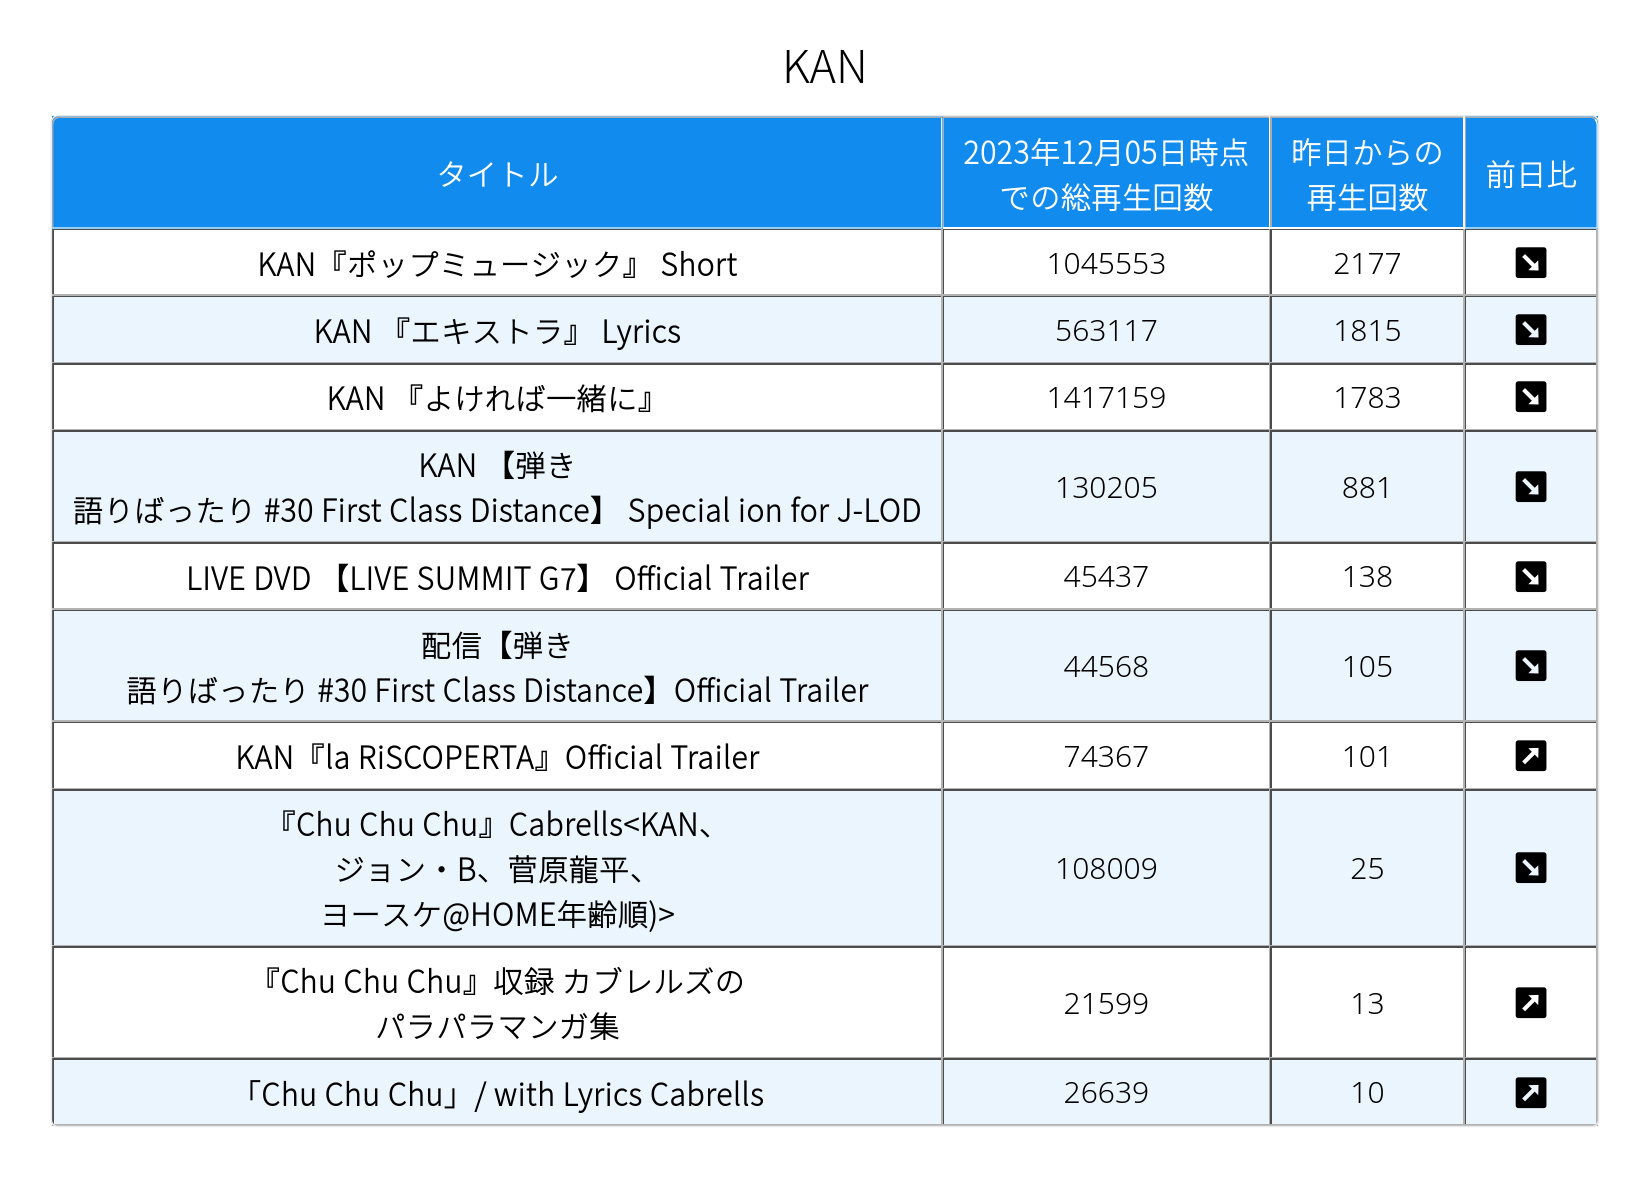 KAN
タイトル
2023年12月05日時点
での総再生回数
昨日からの
再生回数
前日比
KAN『ポップミュージック』 Short
1045553
2177
KAN 『エキストラ』 Lyrics
563117
1815
KAN 『よければ一緒に』
1417159
1783
KAN 【弾き
語りばったり #30 First Class Distance】 Special ion for J-LOD
130205
881
LIVE DVD 【LIVE SUMMIT G7】 Official Trailer
45437
138
配信【弾き
語りばったり #30 First Class Distance】Official Trailer
44568
105
KAN『la RiSCOPERTA』Official Trailer
74367
101
『Chu Chu Chu』Cabrells<KAN、
ジョン・B、菅原龍平、
ヨースケ@HOME年齢順)>
108009
25
『Chu Chu Chu』収録 カブレルズの
パラパラマンガ集
21599
13
「Chu Chu Chu」/ with Lyrics Cabrells
26639
10